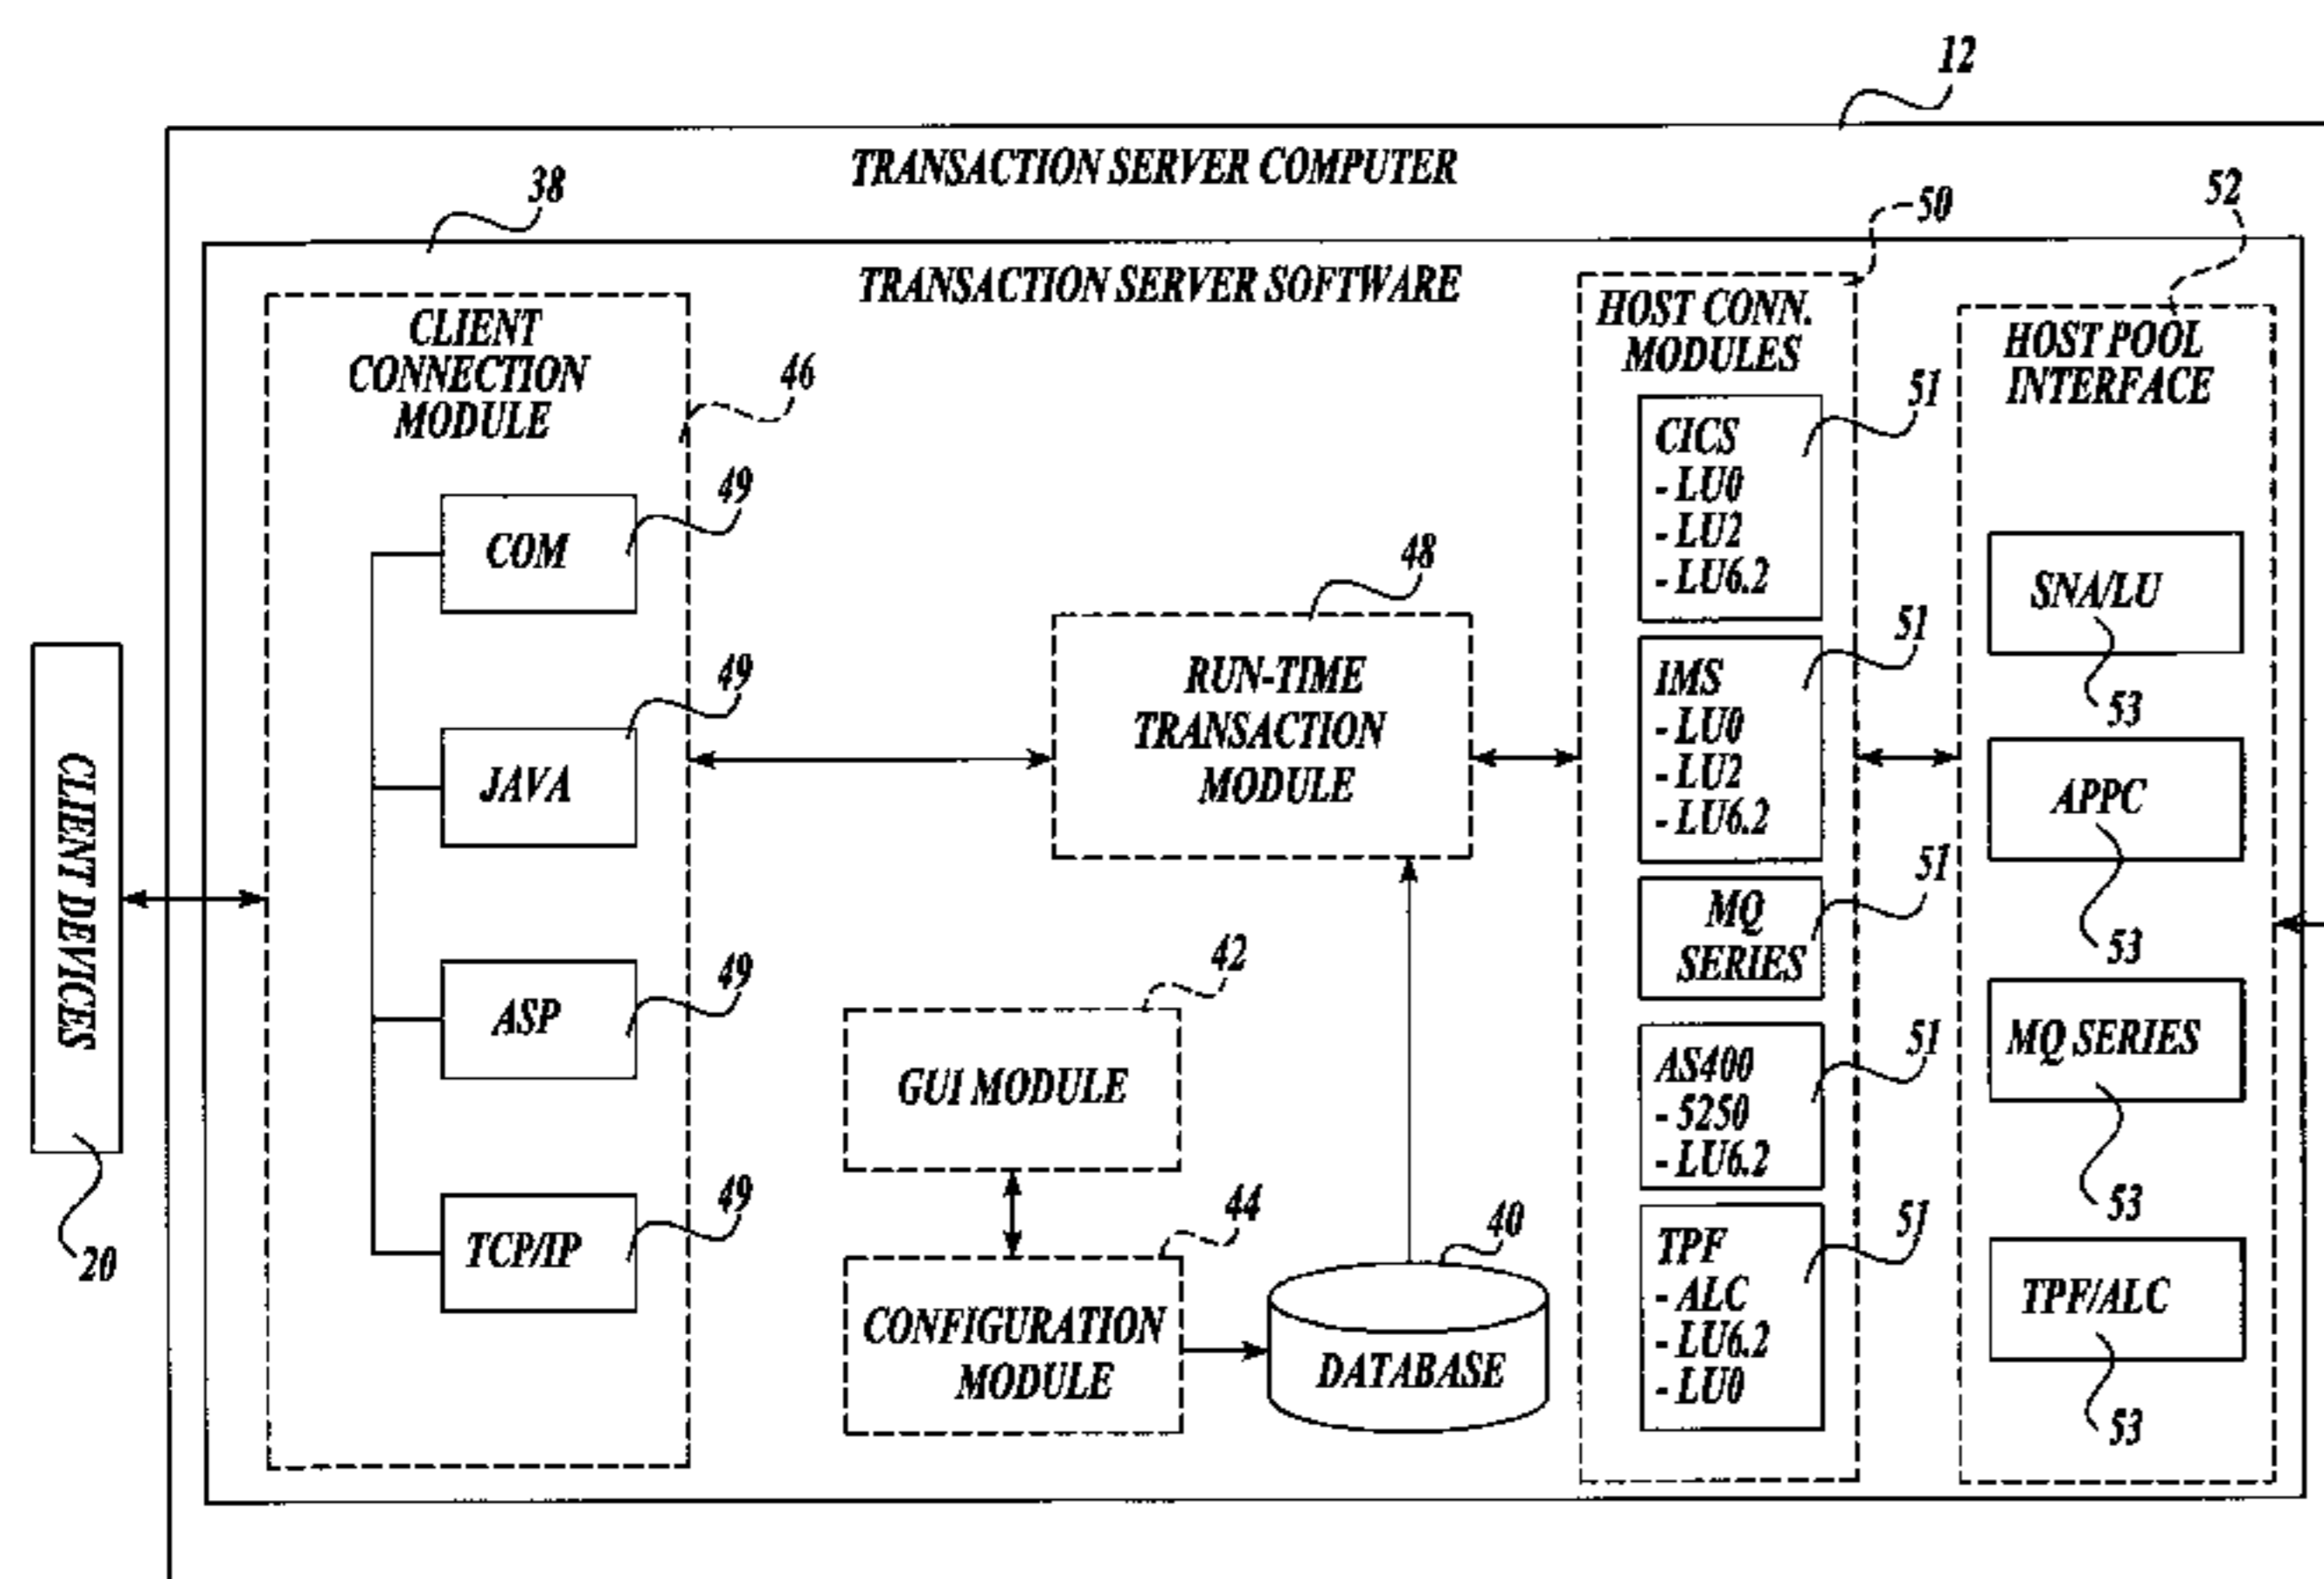 12
TRANSACTION SERVER COMPUTER
38
50
52
TRANSACTION SERVER SOFTWARE
CLIENT
CONNECTION
MODULE
46
COM
49
JAVA
49
ASP
49
TCP/IP
49
CLIENT DEVICES
20
48
RUN-TIME
TRANSACTION
MODULE
42
GUI MODULE
44
CONFIGURATION
MODULE
40
DATABASE
HOST CONN.
MODULES
51
CICS
- LU0
- LU2
- LU6.2
51
IMS
- LU0
- LU2
- LU6.2
51
MQ
SERIES
51
AS400
- 5250
- LU6.2
51
TPF
- ALC
- LU6.2
- LU0
HOST POOL
INTERFACE
SNA/LU
53
APPC
53
MQ SERIES
53
TPF/ALC
53